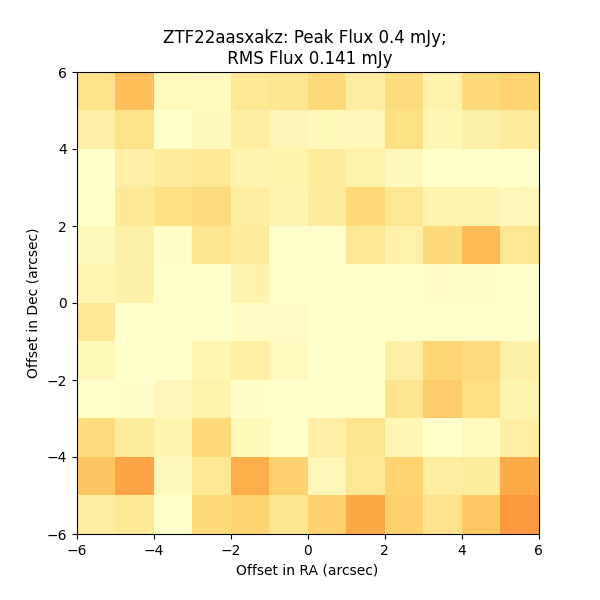 ZTF22aasxakz: Peak Flux 0.4 mJy;
RMS Flux 0.141 mJy
6
4
2
0
−2
−4
−6
Offset in Dec (arcsec)
−6 −4 −2 0 2 4 6
Offset in RA (arcsec)